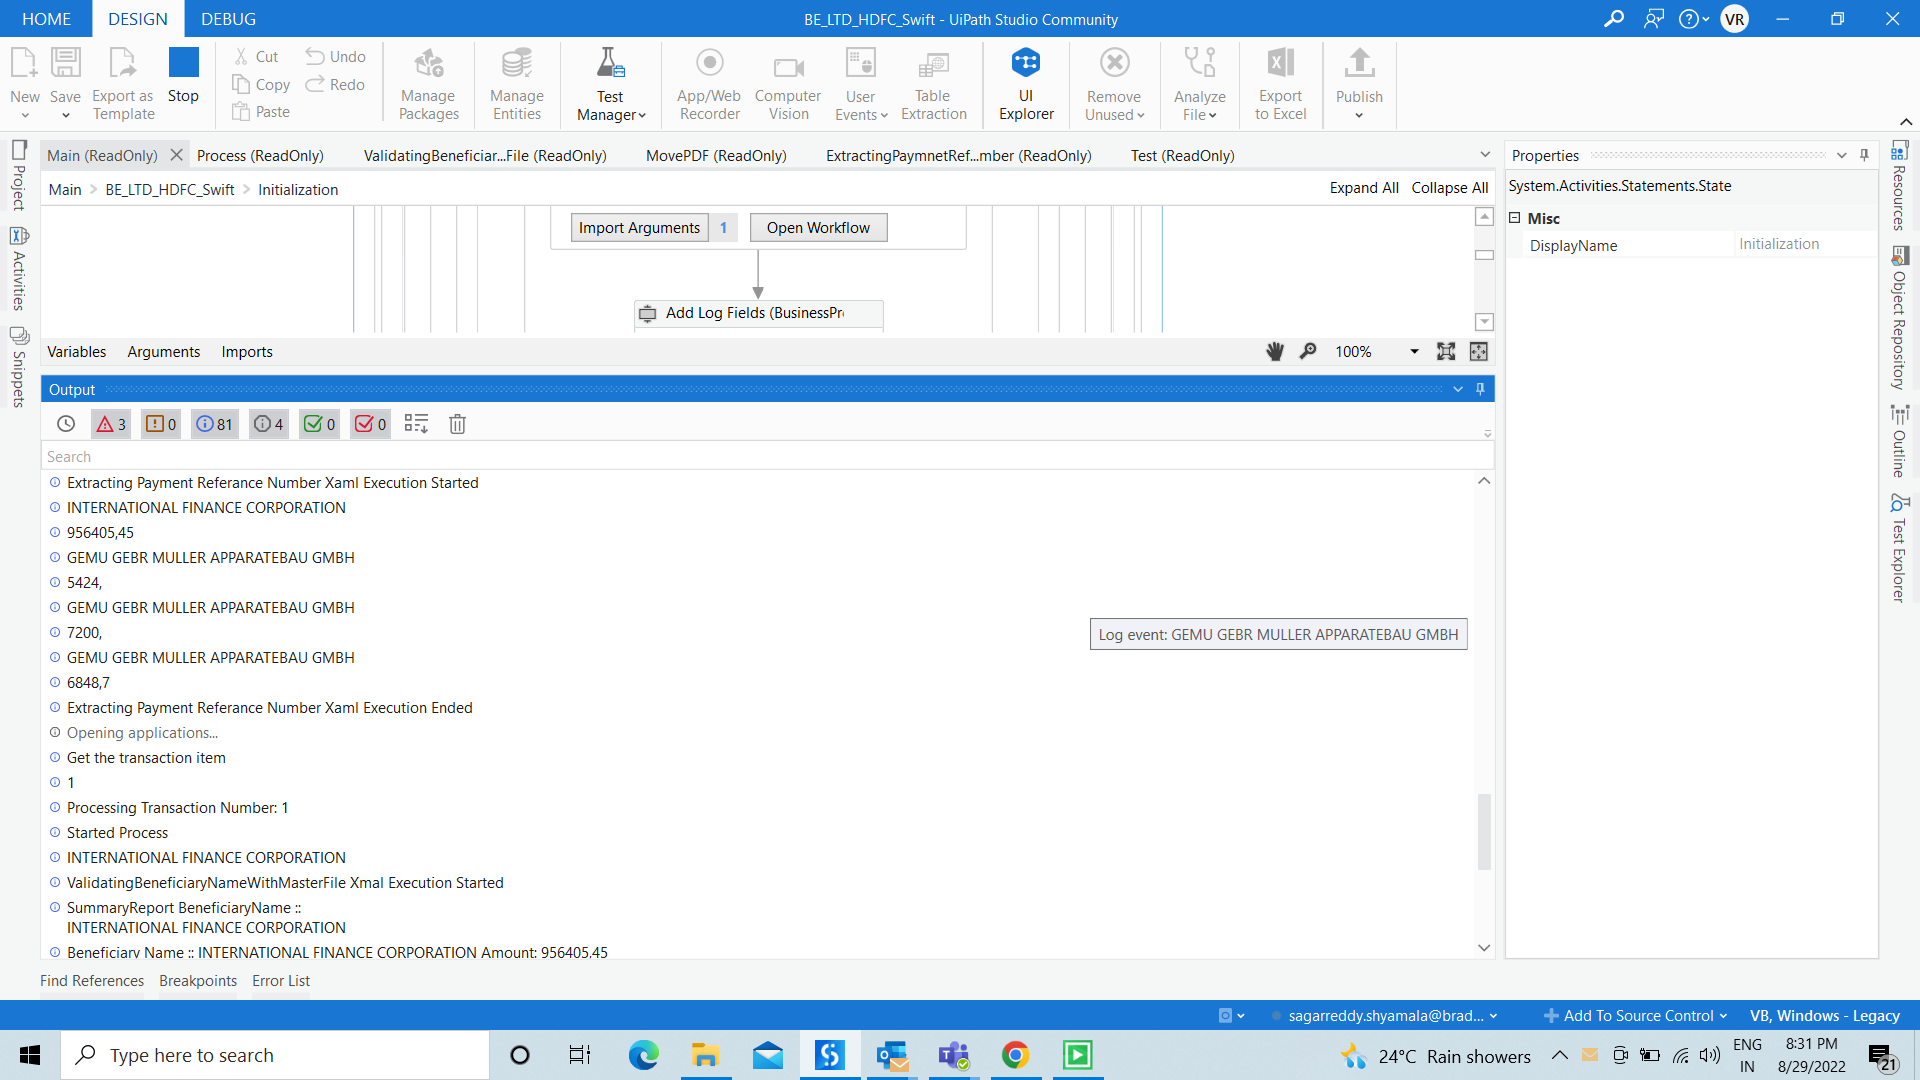 HOME DESIGN DEBUG
BE_LTD_HDFC_Swift - UiPath Studio Community
VR
New
Save
Export as
Template
Stop
Cut
Copy
Paste
Undo
Redo
Manage
Packages
Manage
Entities
Test
Manager
App/Web
Recorder
Computer
Vision
User
Events
Table
Extraction
UI
Explorer
Remove
Unused
Analyze
File
Export
to Excel
Publish
Project
Activities
Snippets
Main (ReadOnly) Process (ReadOnly) ValidatingBeneficiar...File (ReadOnly) MovePDF (ReadOnly) ExtractingPaymnetRef...mber (ReadOnly) Test (ReadOnly)
Main > BE_LTD_HDFC_Swift > Initialization
Expand All Collapse All
Import Arguments 1 Open Workflow
Add Log Fields (BusinessPr
Variables Arguments Imports
100%
Output
3 0 81 4 0 0
Search
Extracting Payment Referance Number Xaml Execution Started
INTERNATIONAL FINANCE CORPORATION
956405,45
GEMU GEBR MULLER APPARATEBAU GMBH
5424,
GEMU GEBR MULLER APPARATEBAU GMBH
7200,
GEMU GEBR MULLER APPARATEBAU GMBH
6848,7
Extracting Payment Referance Number Xaml Execution Ended
Opening applications...
Get the transaction item
1
Processing Transaction Number: 1
Started Process
INTERNATIONAL FINANCE CORPORATION
ValidatingBeneficiaryNameWithMasterFile Xmal Execution Started
SummaryReport BeneficiaryName ::
INTERNATIONAL FINANCE CORPORATION
Beneficiary Name :: INTERNATIONAL FINANCE CORPORATION Amount: 956405,45
Log event: GEMU GEBR MULLER APPARATEBAU GMBH
Find References Breakpoints Error List
Properties
System.Activities.Statements.State
Misc
DisplayName Initialization
Resources
Object Repository
Outline
Test Explorer
sagarreddy.shyamala@brad...
Add To Source Control
VB, Windows - Legacy
Type here to search
24°C Rain showers
ENG
IN
8:31 PM
8/29/2022
21